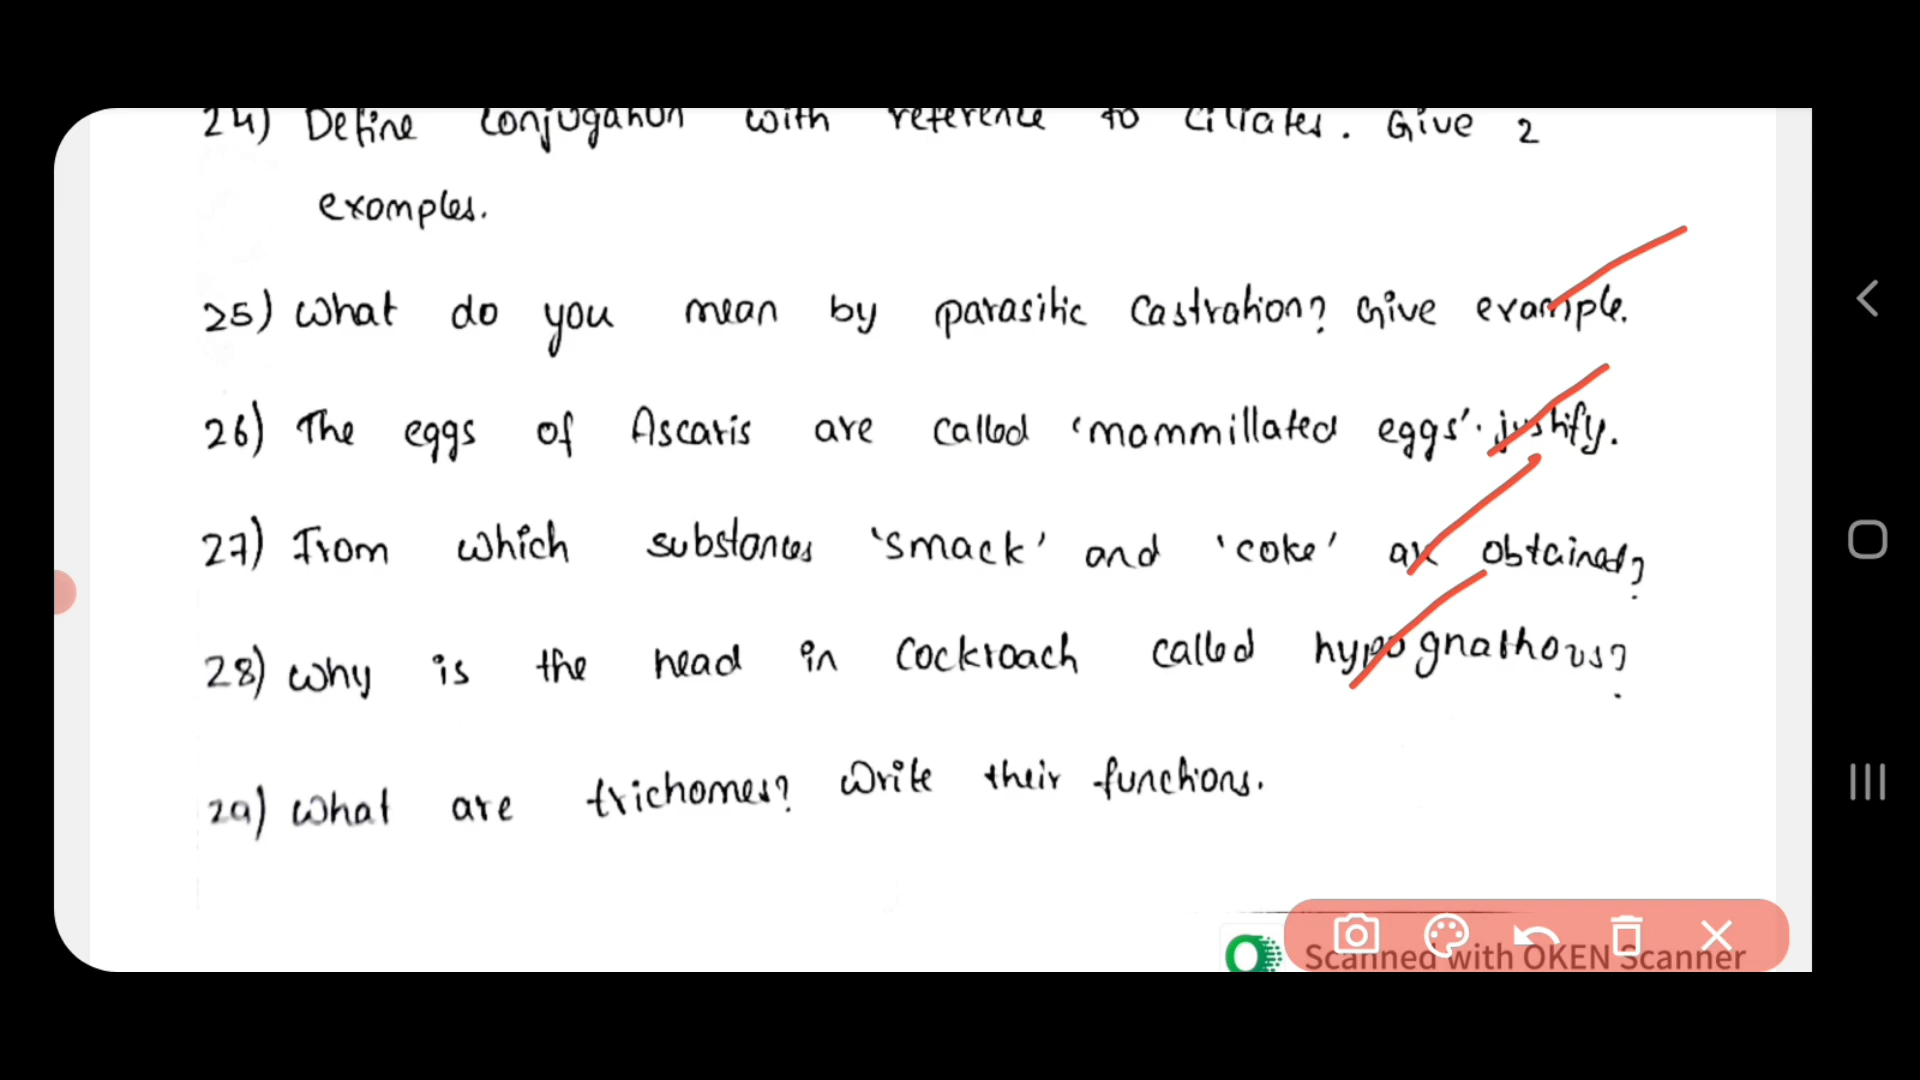 24) Define conjugation with reference to ciliates. Give 2
examples.
25) What do you mean by parasitic castration? Give example.
26) The eggs of Ascaris are called 'mammillated eggs'. justify.
27) From which substances 'smack' and 'coke' are obtained?
28) Why is the head in cockroach called hypognathous?
29) What are trichomes? Write their functions.
Scanned with OKEN Scanner